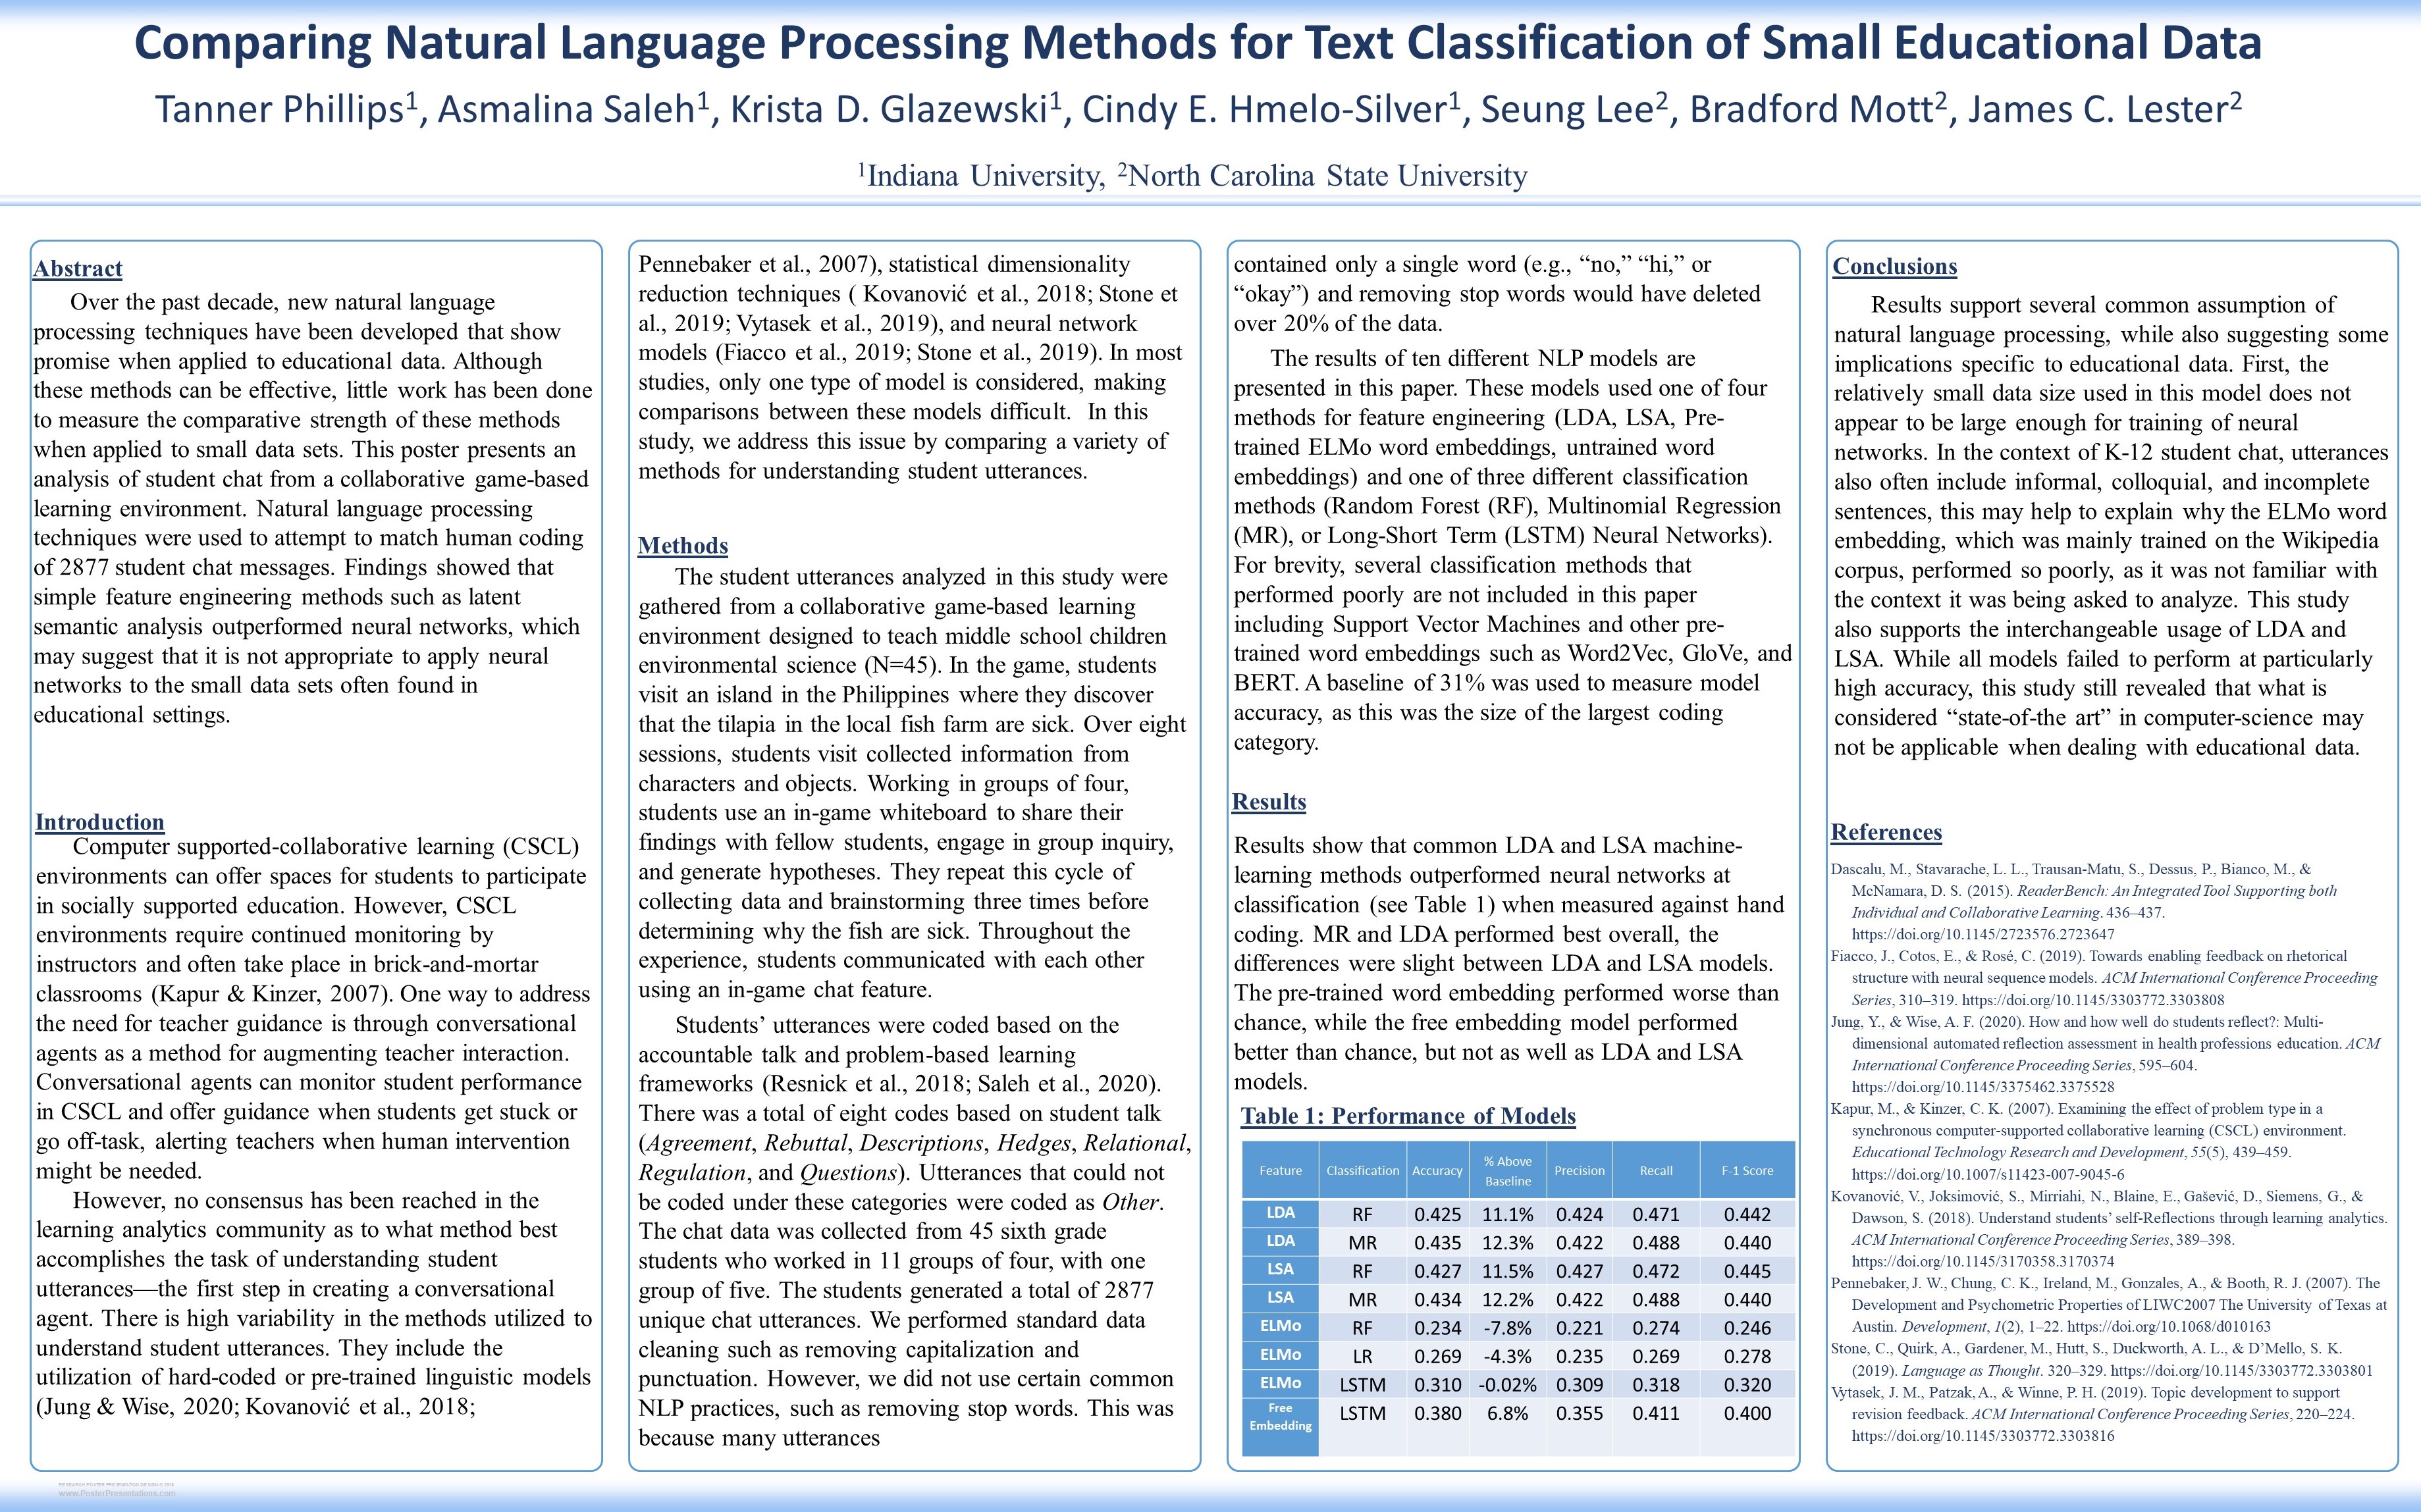 Comparing Natural Language Processing Methods for Text Classification of Small Educational Data
Tanner Phillips¹, Asmalina Saleh¹, Krista D. Glazewski¹, Cindy E. Hmelo-Silver¹, Seung Lee², Bradford Mott², James C. Lester²
¹Indiana University, ²North Carolina State University
Abstract
Over the past decade, new natural language
processing techniques have been developed that show
promise when applied to educational data. Although
these methods can be effective, little work has been done
to measure the comparative strength of these methods
when applied to small data sets. This poster presents an
analysis of student chat from a collaborative game-based
learning environment. Natural language processing
techniques were used to attempt to match human coding
of 2877 student chat messages. Findings showed that
simple feature engineering methods such as latent
semantic analysis outperformed neural networks, which
may suggest that it is not appropriate to apply neural
networks to the small data sets often found in
educational settings.
Introduction
Computer supported-collaborative learning (CSCL)
environments can offer spaces for students to participate
in socially supported education. However, CSCL
environments require continued monitoring by
instructors and often take place in brick-and-mortar
classrooms (Kapur & Kinzer, 2007). One way to address
the need for teacher guidance is through conversational
agents as a method for augmenting teacher interaction.
Conversational agents can monitor student performance
in CSCL and offer guidance when students get stuck or
go off-task, alerting teachers when human intervention
might be needed.
However, no consensus has been reached in the
learning analytics community as to what method best
accomplishes the task of understanding student
utterances—the first step in creating a conversational
agent. There is high variability in the methods utilized to
understand student utterances. They include the
utilization of hard-coded or pre-trained linguistic models
(Jung & Wise, 2020; Kovanović et al., 2018;
Pennebaker et al., 2007), statistical dimensionality
reduction techniques ( Kovanović et al., 2018; Stone et
al., 2019; Vytasek et al., 2019), and neural network
models (Fiacco et al., 2019; Stone et al., 2019). In most
studies, only one type of model is considered, making
comparisons between these models difficult. In this
study, we address this issue by comparing a variety of
methods for understanding student utterances.
Methods
The student utterances analyzed in this study were
gathered from a collaborative game-based learning
environment designed to teach middle school children
environmental science (N=45). In the game, students
visit an island in the Philippines where they discover
that the tilapia in the local fish farm are sick. Over eight
sessions, students visit collected information from
characters and objects. Working in groups of four,
students use an in-game whiteboard to share their
findings with fellow students, engage in group inquiry,
and generate hypotheses. They repeat this cycle of
collecting data and brainstorming three times before
determining why the fish are sick. Throughout the
experience, students communicated with each other
using an in-game chat feature.
Students’ utterances were coded based on the
accountable talk and problem-based learning
frameworks (Resnick et al., 2018; Saleh et al., 2020).
There was a total of eight codes based on student talk
(Agreement, Rebuttal, Descriptions, Hedges, Relational,
Regulation, and Questions). Utterances that could not
be coded under these categories were coded as Other.
The chat data was collected from 45 sixth grade
students who worked in 11 groups of four, with one
group of five. The students generated a total of 2877
unique chat utterances. We performed standard data
cleaning such as removing capitalization and
punctuation. However, we did not use certain common
NLP practices, such as removing stop words. This was
because many utterances
contained only a single word (e.g., “no,” “hi,” or
“okay”) and removing stop words would have deleted
over 20% of the data.
The results of ten different NLP models are
presented in this paper. These models used one of four
methods for feature engineering (LDA, LSA, Pre-
trained ELMo word embeddings, untrained word
embeddings) and one of three different classification
methods (Random Forest (RF), Multinomial Regression
(MR), or Long-Short Term (LSTM) Neural Networks).
For brevity, several classification methods that
performed poorly are not included in this paper
including Support Vector Machines and other pre-
trained word embeddings such as Word2Vec, GloVe, and
BERT. A baseline of 31% was used to measure model
accuracy, as this was the size of the largest coding
category.
Results
Results show that common LDA and LSA machine-
learning methods outperformed neural networks at
classification (see Table 1) when measured against hand
coding. MR and LDA performed best overall, the
differences were slight between LDA and LSA models.
The pre-trained word embedding performed worse than
chance, while the free embedding model performed
better than chance, but not as well as LDA and LSA
models.
Table 1: Performance of Models
Feature Classification Accuracy % Above Baseline Precision Recall F-1 Score
LDA RF 0.425 11.1% 0.424 0.471 0.442
LDA MR 0.435 12.3% 0.422 0.488 0.440
LSA RF 0.427 11.5% 0.427 0.472 0.445
LSA MR 0.434 12.2% 0.422 0.488 0.440
ELMo RF 0.234 -7.8% 0.221 0.274 0.246
ELMo LR 0.269 -4.3% 0.235 0.269 0.278
ELMo LSTM 0.310 -0.02% 0.309 0.318 0.320
Free Embedding LSTM 0.380 6.8% 0.355 0.411 0.400
Conclusions
Results support several common assumption of
natural language processing, while also suggesting some
implications specific to educational data. First, the
relatively small data size used in this model does not
appear to be large enough for training of neural
networks. In the context of K-12 student chat, utterances
also often include informal, colloquial, and incomplete
sentences, this may help to explain why the ELMo word
embedding, which was mainly trained on the Wikipedia
corpus, performed so poorly, as it was not familiar with
the context it was being asked to analyze. This study
also supports the interchangeable usage of LDA and
LSA. While all models failed to perform at particularly
high accuracy, this study still revealed that what is
considered “state-of-the art” in computer-science may
not be applicable when dealing with educational data.
References
Dascalu, M., Stavarache, L. L., Trausan-Matu, S., Dessus, P., Bianco, M., &
McNamara, D. S. (2015). ReaderBench: An Integrated Tool Supporting both
Individual and Collaborative Learning. 436–437.
https://doi.org/10.1145/2723576.2723647
Fiacco, J., Cotos, E., & Rosé, C. (2019). Towards enabling feedback on rhetorical
structure with neural sequence models. ACM International Conference Proceeding
Series, 310–319. https://doi.org/10.1145/3303772.3303808
Jung, Y., & Wise, A. F. (2020). How and how well do students reflect?: Multi-
dimensional automated reflection assessment in health professions education. ACM
International Conference Proceeding Series, 595–604.
https://doi.org/10.1145/3375462.3375528
Kapur, M., & Kinzer, C. K. (2007). Examining the effect of problem type in a
synchronous computer-supported collaborative learning (CSCL) environment.
Educational Technology Research and Development, 55(5), 439–459.
https://doi.org/10.1007/s11423-007-9045-6
Kovanović, V., Joksimović, S., Mirriahi, N., Blaine, E., Gašević, D., Siemens, G., &
Dawson, S. (2018). Understand students’ self-Reflections through learning analytics.
ACM International Conference Proceeding Series, 389–398.
https://doi.org/10.1145/3170358.3170374
Pennebaker, J. W., Chung, C. K., Ireland, M., Gonzales, A., & Booth, R. J. (2007). The
Development and Psychometric Properties of LIWC2007 The University of Texas at
Austin. Development, 1(2), 1–22. https://doi.org/10.1068/d010163
Stone, C., Quirk, A., Gardener, M., Hutt, S., Duckworth, A. L., & D’Mello, S. K.
(2019). Language as Thought. 320–329. https://doi.org/10.1145/3303772.3303801
Vytasek, J. M., Patzak, A., & Winne, P. H. (2019). Topic development to support
revision feedback. ACM International Conference Proceeding Series, 220–224.
https://doi.org/10.1145/3303772.3303816
RESEARCH POSTER PRESENTATION DESIGN ©
www.PosterPresentations.com